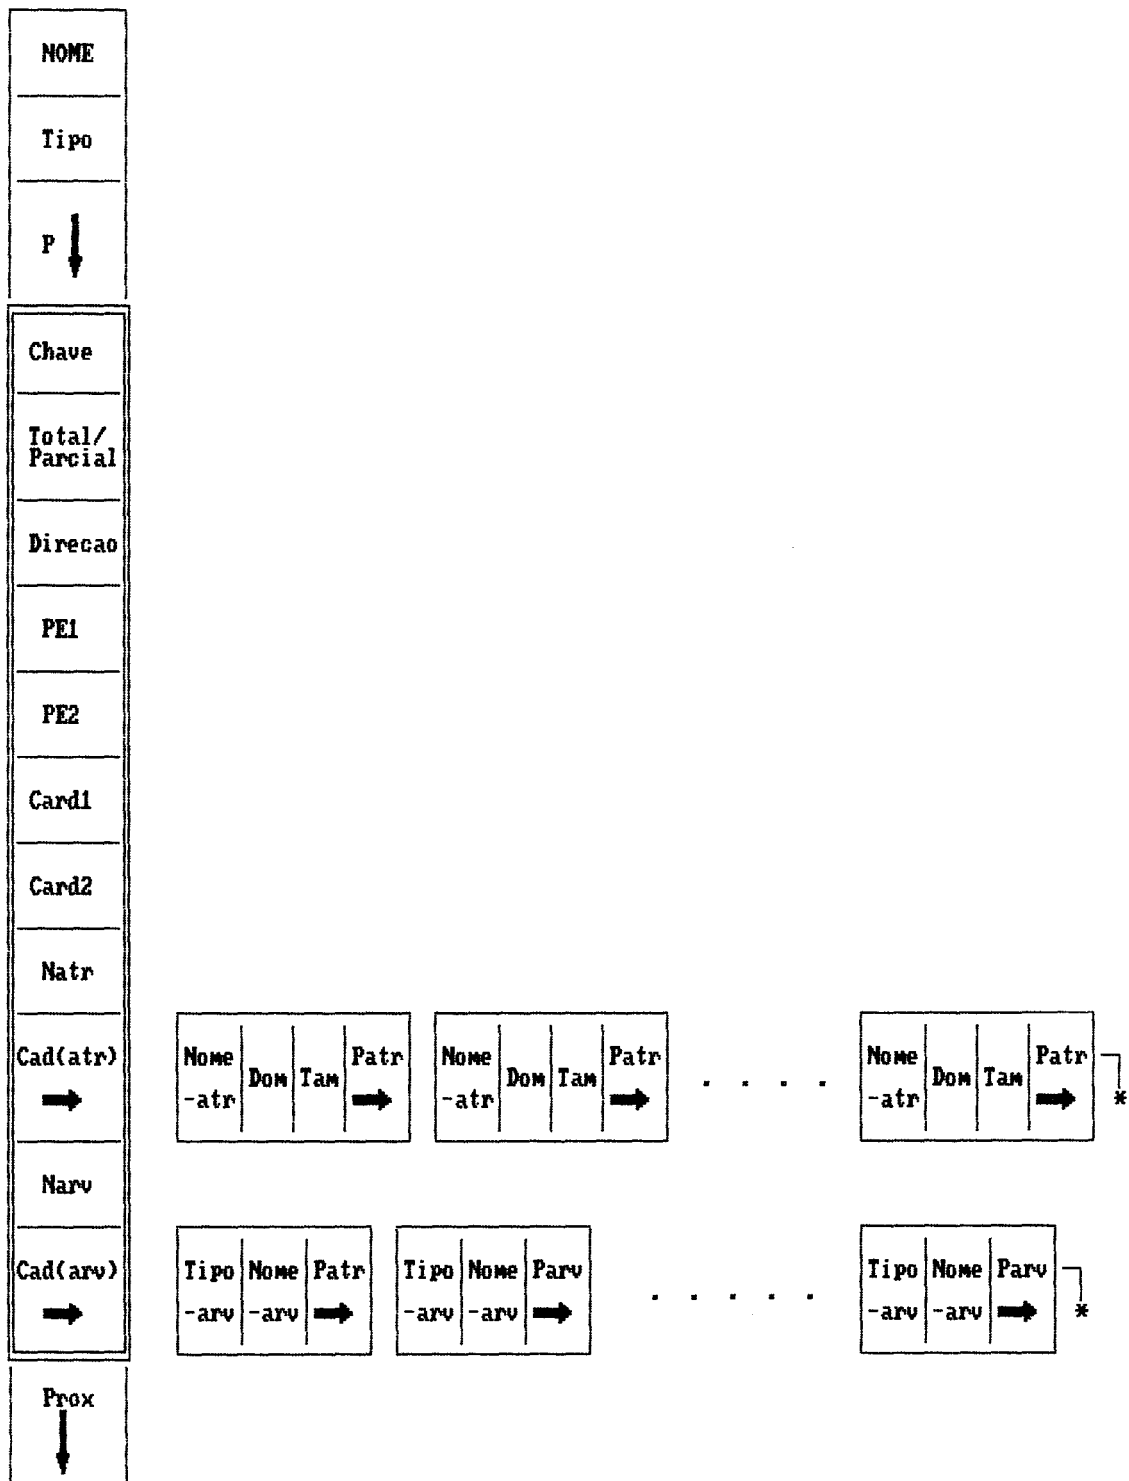 NOME
Tipo
P
Chave
Total/
Parcial
Direcao
PE1
PE2
Card1
Card2
Natr
Cad(atr)
Nome
-atr
Dom
Tam
Patr
Nome
-atr
Dom
Tam
Patr
. . . .
Nome
-atr
Dom
Tam
Patr
*
Narv
Cad(arv)
Tipo
-arv
Nome
-arv
Patr
Tipo
-arv
Nome
-arv
Parv
. . . . .
Tipo
-arv
Nome
-arv
Parv
*
Prox